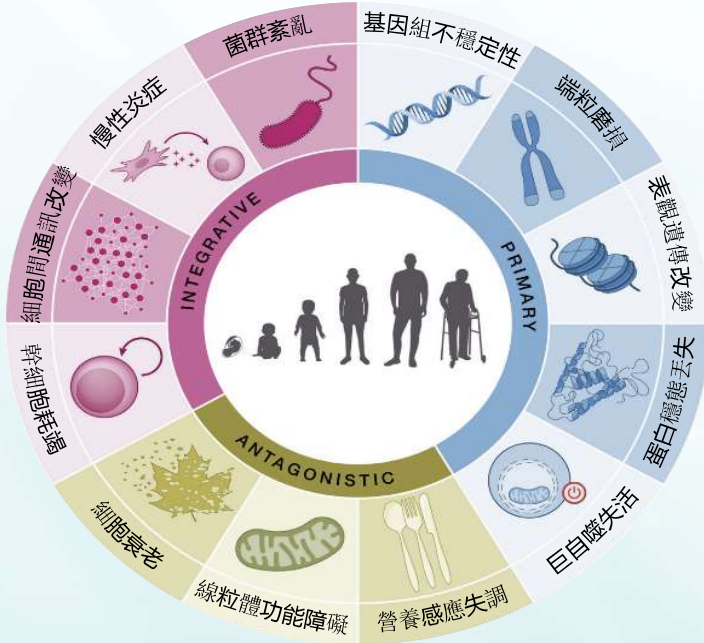 基因組不穩定性
端粒磨損
表觀遺傳改變
蛋白穩態丟失
巨自噬失活
營養感應失調
線粒體功能障礙
細胞衰老
幹細胞耗竭
細胞間通訊改變
慢性炎症
菌群紊亂
PRIMARY
ANTAGONISTIC
INTEGRATIVE